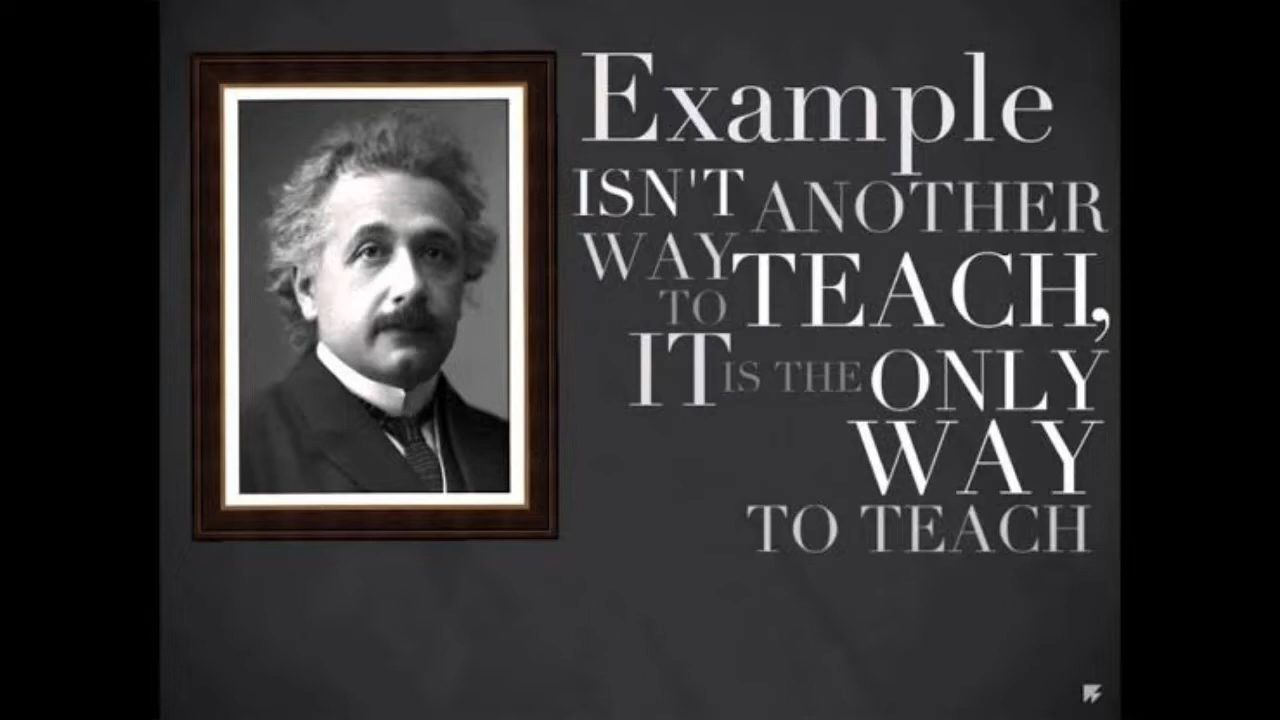 Example
ISN'T ANOTHER
WAY
TO TEACH,
IT IS THE ONLY
WAY
TO TEACH